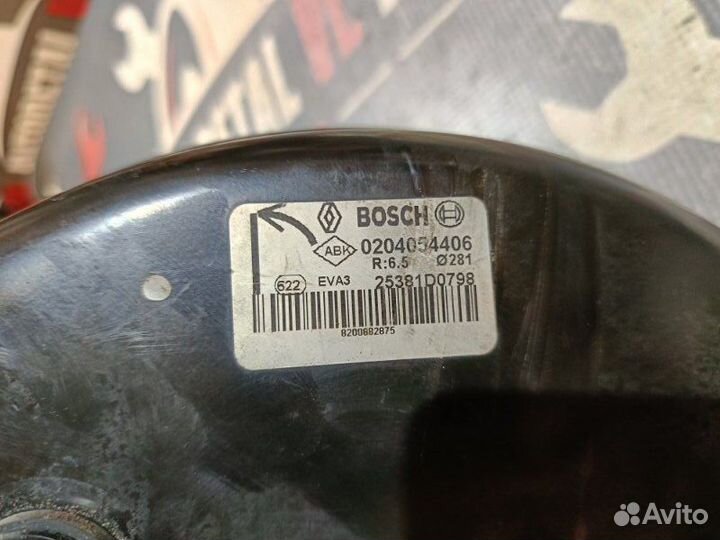 BOSCH
ABK 0204054406
R:6.5 Ø281
622 EVA3 25381D0798
8200682875
Avito